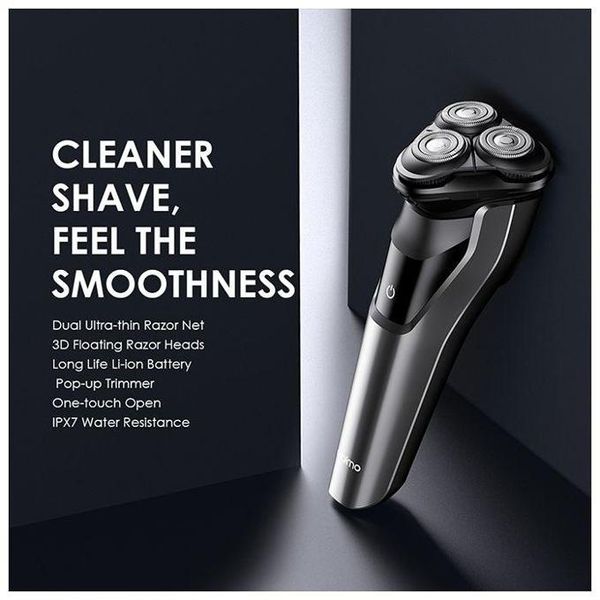 CLEANER
SHAVE,
FEEL THE
SMOOTHNESS
Dual Ultra-thin Razor Net
3D Floating Razor Heads
Long Life Li-ion Battery
Pop-up Trimmer
One-touch Open
IPX7 Water Resistance